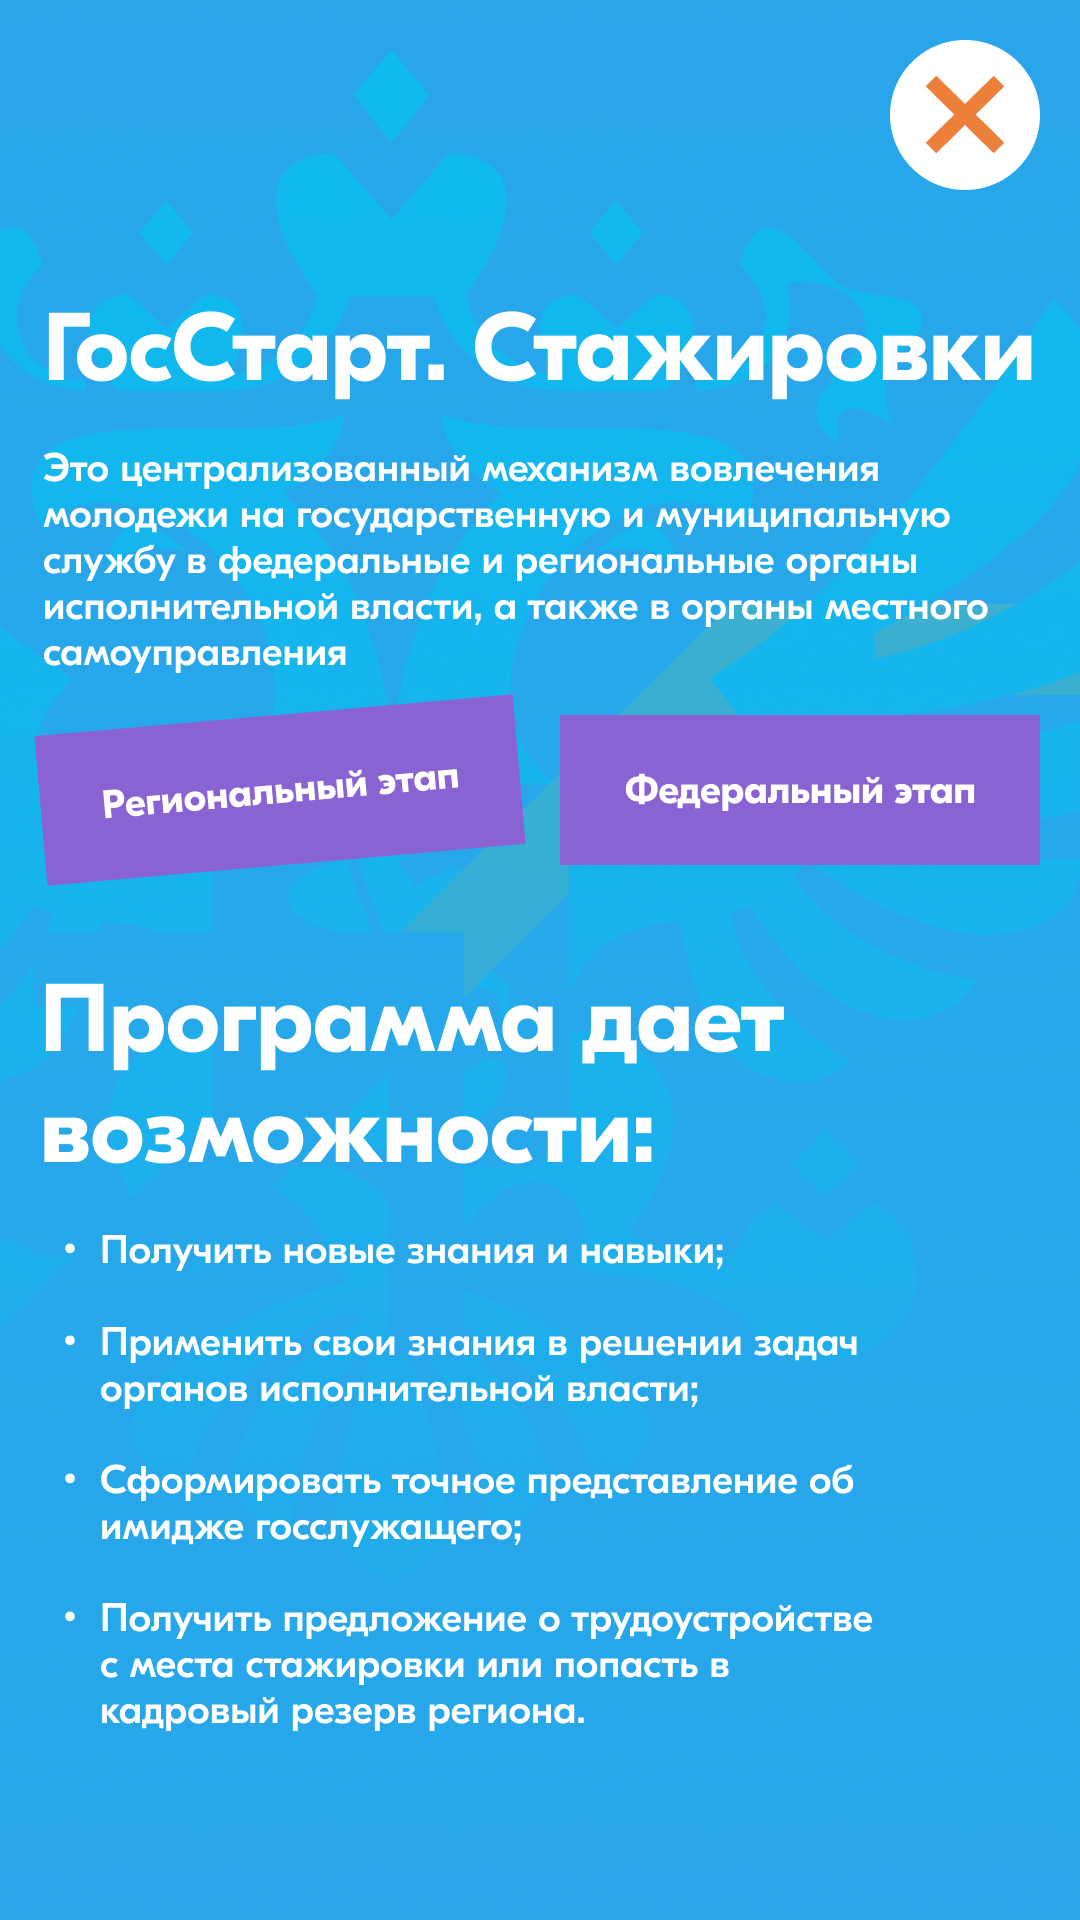 ГосСтарт. Стажировки
Это централизованный механизм вовлечения
молодежи на государственную и муниципальную
службу в федеральные и региональные органы
исполнительной власти, а также в органы местного
самоуправления
Региональный этап
Федеральный этап
Программа дает
возможности:
• Получить новые знания и навыки;
• Применить свои знания в решении задач
органов исполнительной власти;
• Сформировать точное представление об
имидже госслужащего;
• Получить предложение о трудоустройстве
с места стажировки или попасть в
кадровый резерв региона.